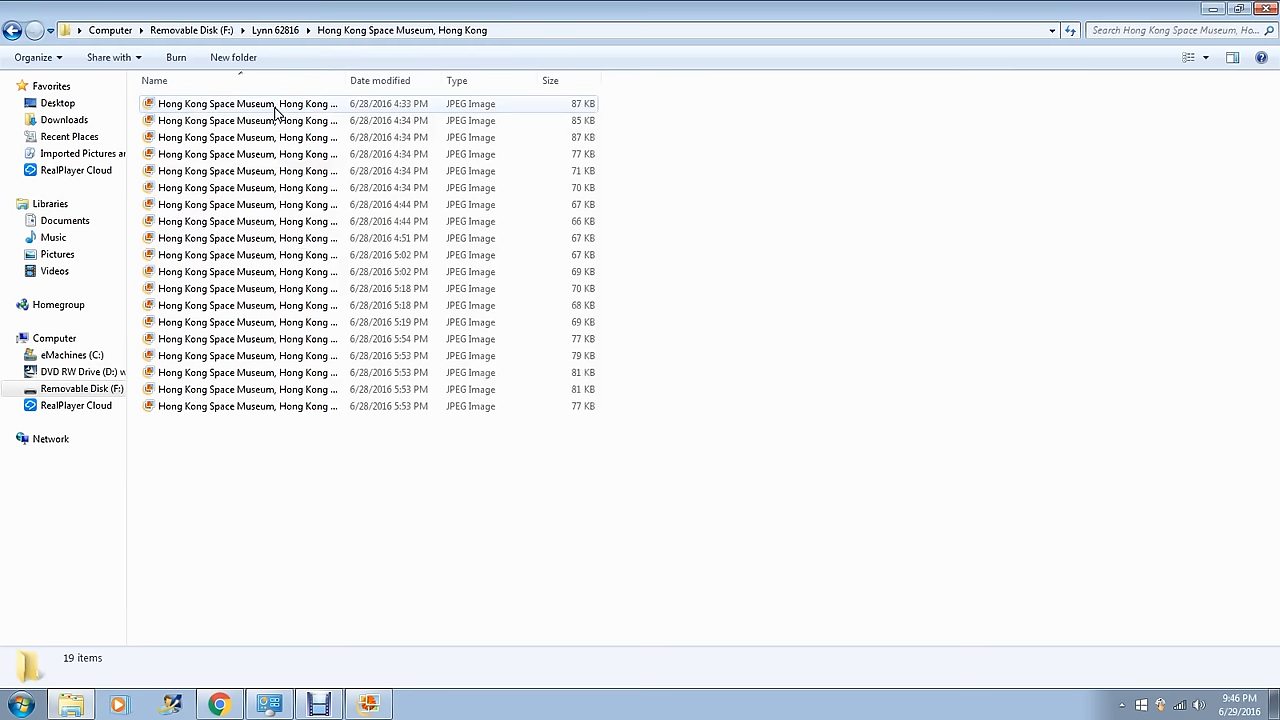 Computer Removable Disk (F:) Lynn 62816 Hong Kong Space Museum, Hong Kong Search Hong Kong Space Museum, Ho...
Organize Share with Burn New folder
Favorites
Desktop
Downloads
Recent Places
Imported Pictures ar
RealPlayer Cloud
Libraries
Documents
Music
Pictures
Videos
Homegroup
Computer
eMachines (C:)
DVD RW Drive (D:) w
Removable Disk (F:)
RealPlayer Cloud
Network
Name Date modified Type Size
Hong Kong Space Museum, Hong Kong ... 6/28/2016 4:33 PM JPEG Image 87 KB
Hong Kong Space Museum, Hong Kong ... 6/28/2016 4:34 PM JPEG Image 85 KB
Hong Kong Space Museum, Hong Kong ... 6/28/2016 4:34 PM JPEG Image 87 KB
Hong Kong Space Museum, Hong Kong ... 6/28/2016 4:34 PM JPEG Image 77 KB
Hong Kong Space Museum, Hong Kong ... 6/28/2016 4:34 PM JPEG Image 71 KB
Hong Kong Space Museum, Hong Kong ... 6/28/2016 4:34 PM JPEG Image 70 KB
Hong Kong Space Museum, Hong Kong ... 6/28/2016 4:44 PM JPEG Image 67 KB
Hong Kong Space Museum, Hong Kong ... 6/28/2016 4:44 PM JPEG Image 66 KB
Hong Kong Space Museum, Hong Kong ... 6/28/2016 4:51 PM JPEG Image 67 KB
Hong Kong Space Museum, Hong Kong ... 6/28/2016 5:02 PM JPEG Image 67 KB
Hong Kong Space Museum, Hong Kong ... 6/28/2016 5:02 PM JPEG Image 69 KB
Hong Kong Space Museum, Hong Kong ... 6/28/2016 5:18 PM JPEG Image 70 KB
Hong Kong Space Museum, Hong Kong ... 6/28/2016 5:18 PM JPEG Image 68 KB
Hong Kong Space Museum, Hong Kong ... 6/28/2016 5:19 PM JPEG Image 69 KB
Hong Kong Space Museum, Hong Kong ... 6/28/2016 5:54 PM JPEG Image 77 KB
Hong Kong Space Museum, Hong Kong ... 6/28/2016 5:53 PM JPEG Image 79 KB
Hong Kong Space Museum, Hong Kong ... 6/28/2016 5:53 PM JPEG Image 81 KB
Hong Kong Space Museum, Hong Kong ... 6/28/2016 5:53 PM JPEG Image 81 KB
Hong Kong Space Museum, Hong Kong ... 6/28/2016 5:53 PM JPEG Image 77 KB
19 items
9:46 PM
6/29/2016